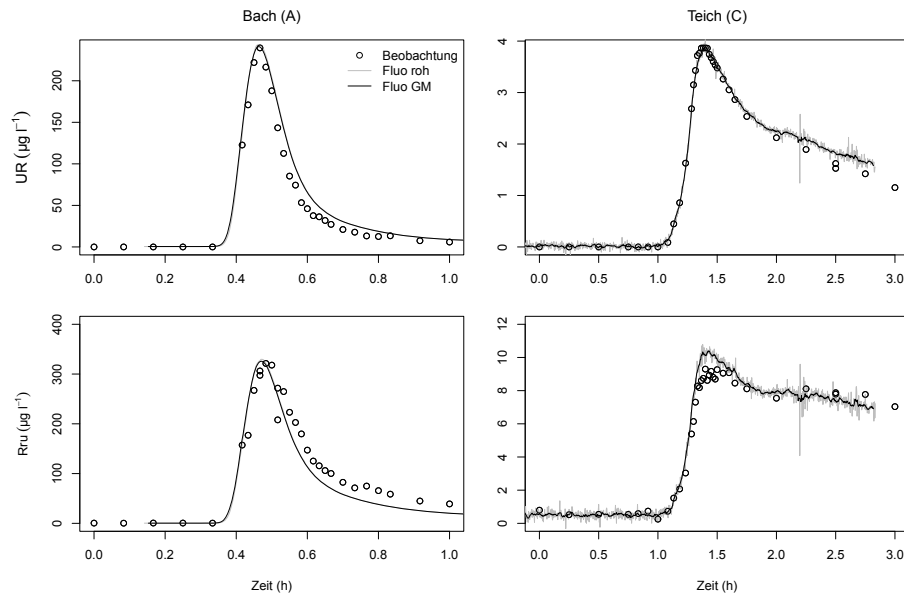 Bach (A)
Teich (C)
UR ( µg l⁻¹)
0 50 100 150 200
Beobachtung
Fluo roh
Fluo GM
0.0 0.2 0.4 0.6 0.8 1.0
0 1 2 3 4
0.0 0.5 1.0 1.5 2.0 2.5 3.0
Rru (µg l⁻¹)
0 100 200 300 400
0.0 0.2 0.4 0.6 0.8 1.0
Zeit (h)
0 2 4 6 8 10 12
0.0 0.5 1.0 1.5 2.0 2.5 3.0
Zeit (h)